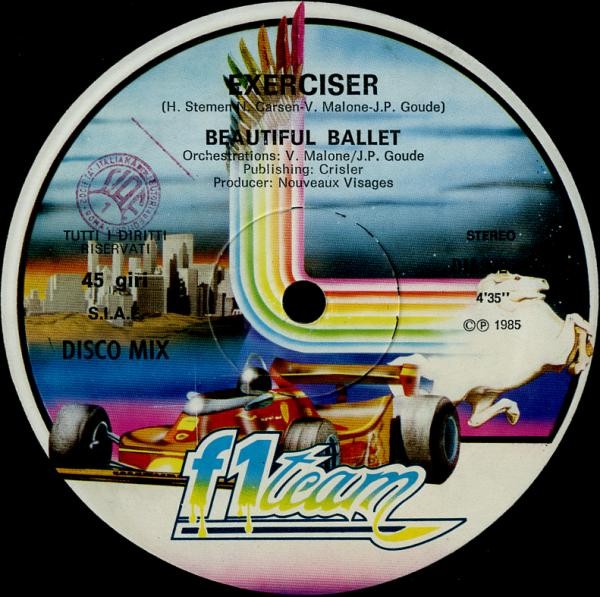 EXERCISER
(H. Stemen N. Carsen-V. Malone-J.P. Goude)
BEAUTIFUL BALLET
Orchestrations: V. Malone/J.P. Goude
Publishing: Crisler
Producer: Nouveaux Visages
TUTTI I DIRITTI
RISERVATI
STEREO
45 giri
4'35"
S.I.A.E.
©℗ 1985
DISCO MIX
f1 team